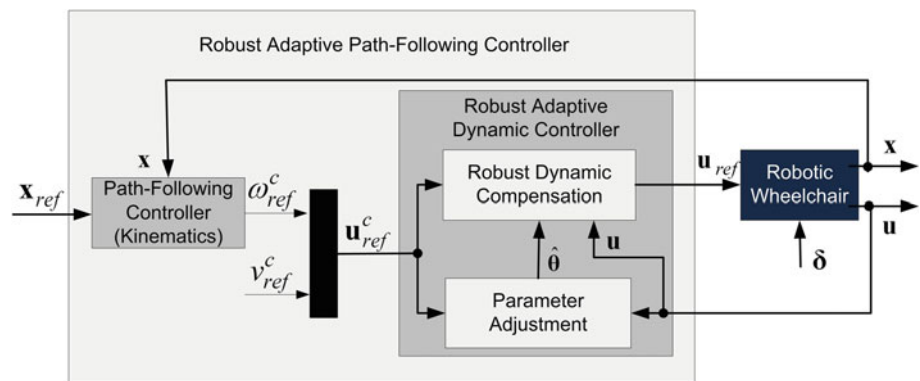 Robust Adaptive Path-Following Controller
Robust Adaptive
Dynamic Controller
x
x_ref
Path-Following
Controller
(Kinematics)
ω^c_ref
v^c_ref
u^c_ref
Robust Dynamic
Compensation
u
θ̂
Parameter
Adjustment
u_ref
Robotic
Wheelchair
x
u
δ